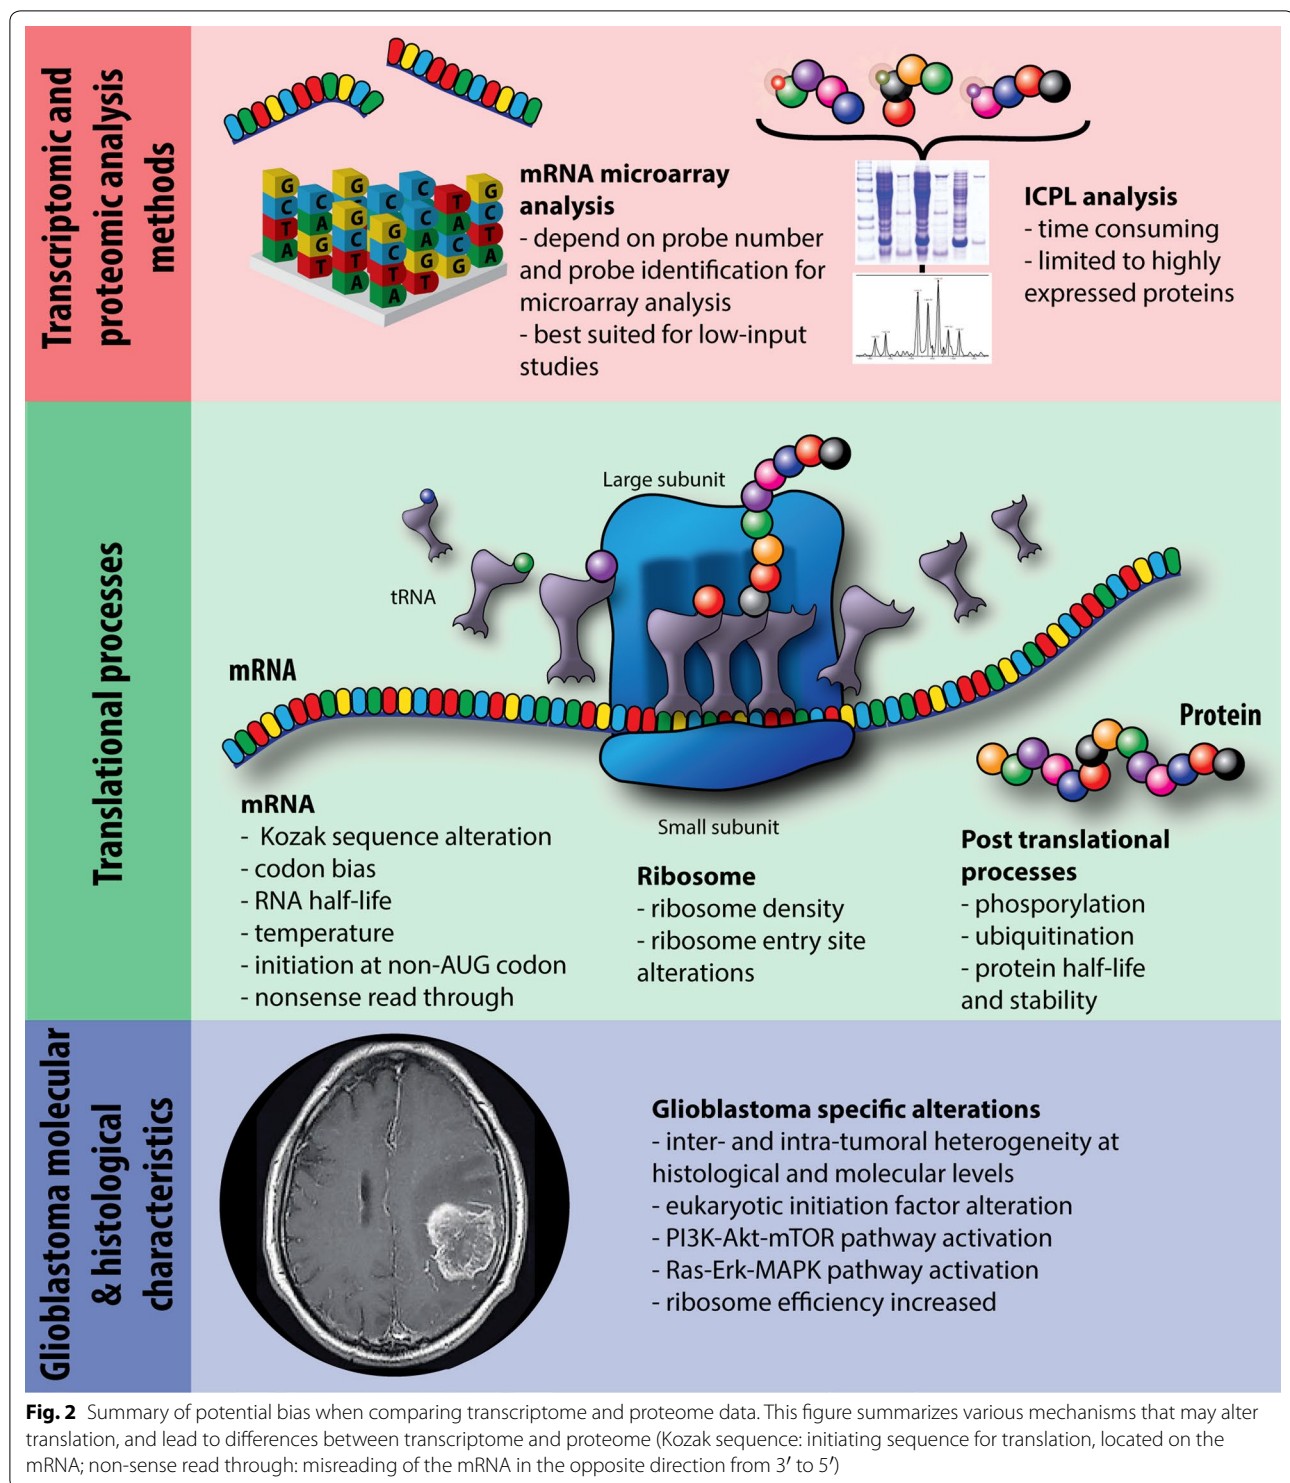 Transcriptomic and
proteomic analysis
methods
G
C
T
A
C
A
G
T
G
G
C
T
A
C
G
C
T
A
C
C
A
G
T
T
A
C
G
G
C
T
A
mRNA microarray
analysis
- depend on probe number
and probe identification for
microarray analysis
- best suited for low-input
studies
ICPL analysis
- time consuming
- limited to highly
expressed proteins
Translational processes
Large subunit
tRNA
mRNA
Protein
Small subunit
mRNA
- Kozak sequence alteration
- codon bias
- RNA half-life
- temperature
- initiation at non-AUG codon
- nonsense read through
Ribosome
- ribosome density
- ribosome entry site
alterations
Post translational
processes
- phosporylation
- ubiquitination
- protein half-life
and stability
Glioblastoma molecular
& histological
characteristics
Glioblastoma specific alterations
- inter- and intra-tumoral heterogeneity at
histological and molecular levels
- eukaryotic initiation factor alteration
- PI3K-Akt-mTOR pathway activation
- Ras-Erk-MAPK pathway activation
- ribosome efficiency increased
Fig. 2 Summary of potential bias when comparing transcriptome and proteome data. This figure summarizes various mechanisms that may alter
translation, and lead to differences between transcriptome and proteome (Kozak sequence: initiating sequence for translation, located on the
mRNA; non-sense read through: misreading of the mRNA in the opposite direction from 3′ to 5′)